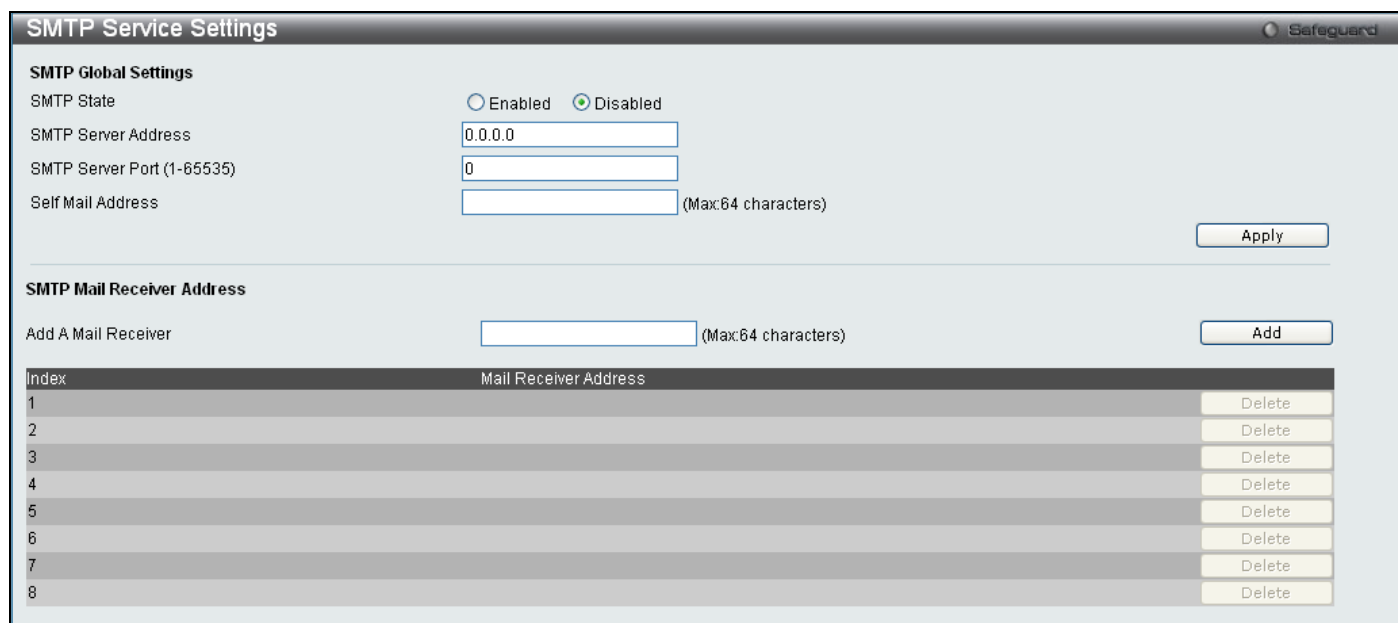 SMTP Service Settings
Safeguard
SMTP Global Settings
SMTP State Enabled Disabled
SMTP Server Address 0.0.0.0
SMTP Server Port (1-65535) 0
Self Mail Address (Max:64 characters)
Apply
SMTP Mail Receiver Address
Add A Mail Receiver (Max:64 characters) Add
Index Mail Receiver Address
1 Delete
2 Delete
3 Delete
4 Delete
5 Delete
6 Delete
7 Delete
8 Delete